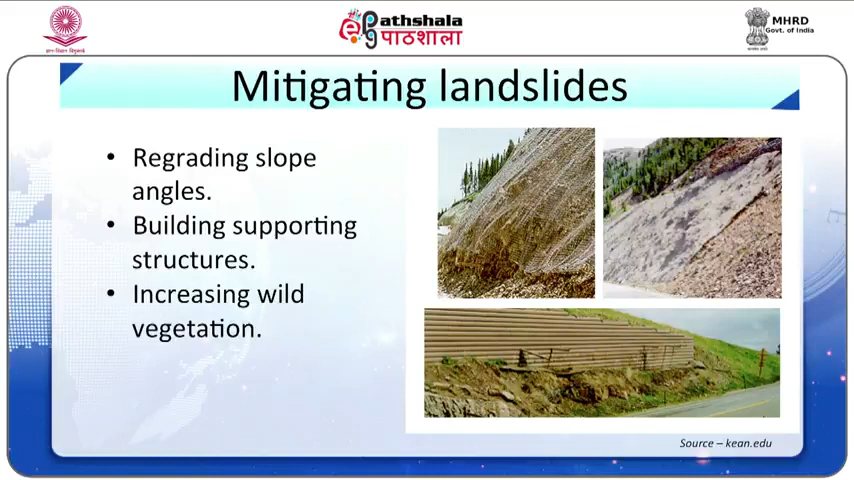 ePathshala
पाठशाला
MHRD
Govt. of India
Mitigating landslides
• Regrading slope
angles.
• Building supporting
structures.
• Increasing wild
vegetation.
Source – kean.edu